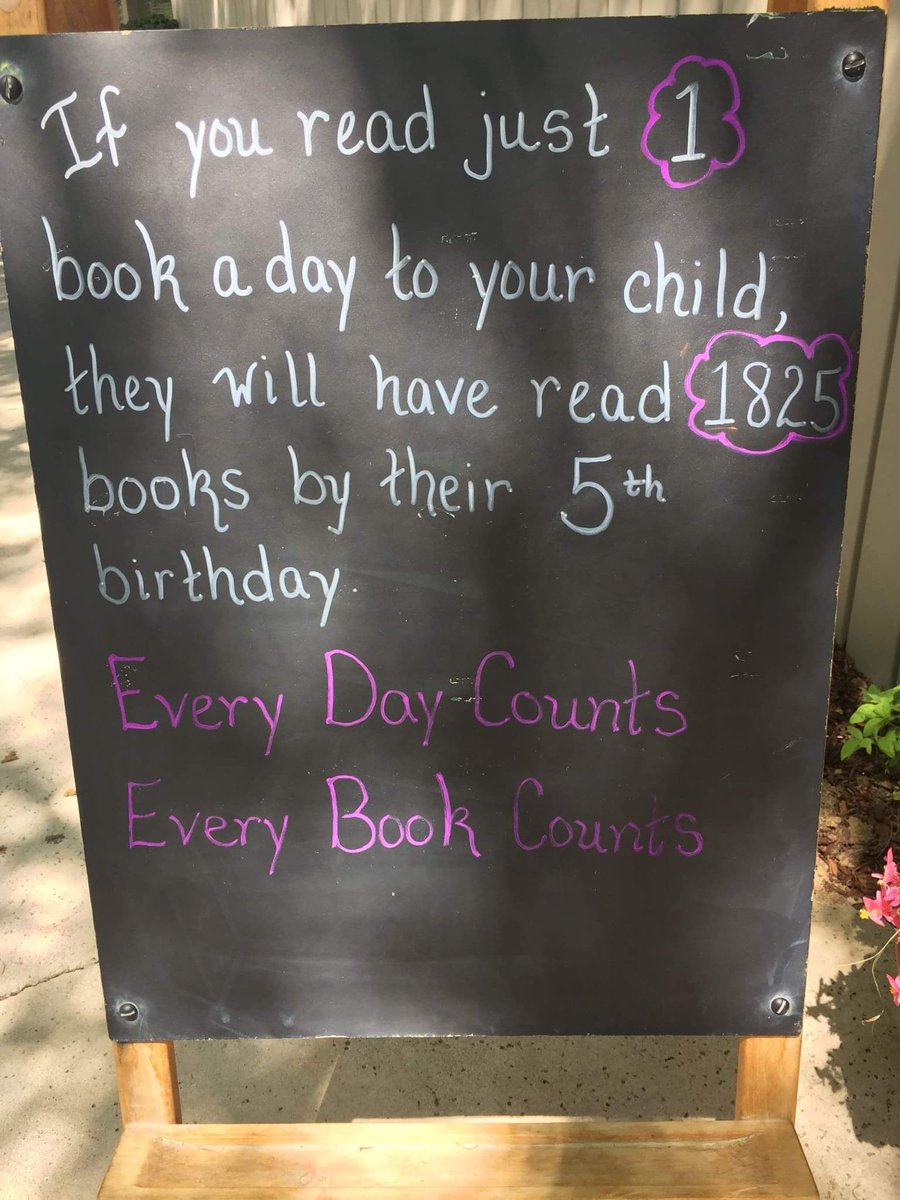 If you read just 1
book a day to your child,
they will have read 1825
books by their 5th
birthday.
Every Day Counts
Every Book Counts